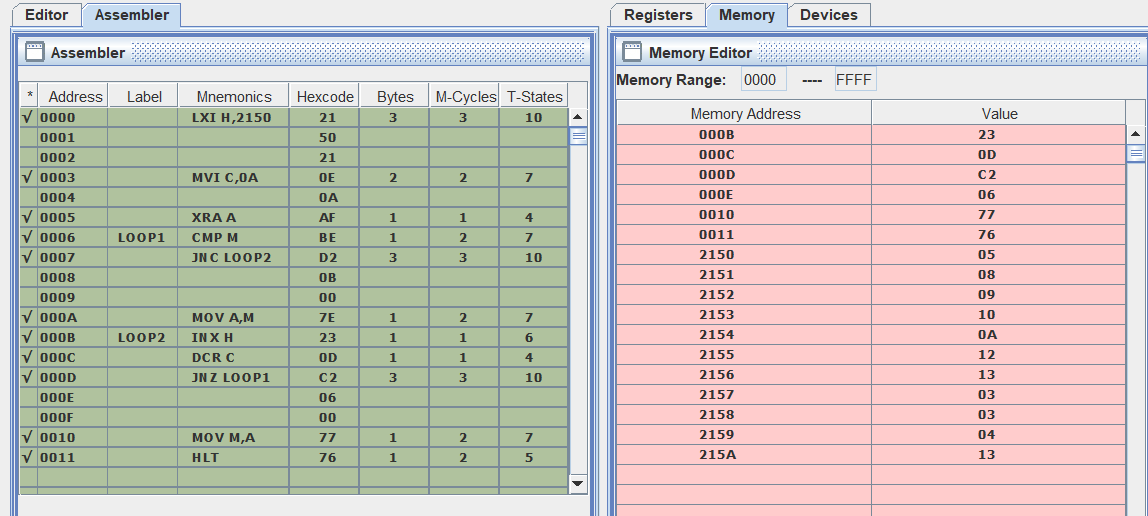 Editor Assembler
Assembler
* Address Label Mnemonics Hexcode Bytes M-Cycles T-States
√ 0000 LXI H,2150 21 3 3 10
0001 50
0002 21
√ 0003 MVI C,0A 0E 2 2 7
0004 0A
√ 0005 XRA A AF 1 1 4
√ 0006 LOOP1 CMP M BE 1 2 7
√ 0007 JNC LOOP2 D2 3 3 10
0008 0B
0009 00
√ 000A MOV A,M 7E 1 2 7
√ 000B LOOP2 INX H 23 1 1 6
√ 000C DCR C 0D 1 1 4
√ 000D JNZ LOOP1 C2 3 3 10
000E 06
000F 00
√ 0010 MOV M,A 77 1 2 7
√ 0011 HLT 76 1 2 5
Registers Memory Devices
Memory Editor
Memory Range: 0000 ---- FFFF
Memory Address Value
000B 23
000C 0D
000D C2
000E 06
0010 77
0011 76
2150 05
2151 08
2152 09
2153 10
2154 0A
2155 12
2156 13
2157 03
2158 03
2159 04
215A 13